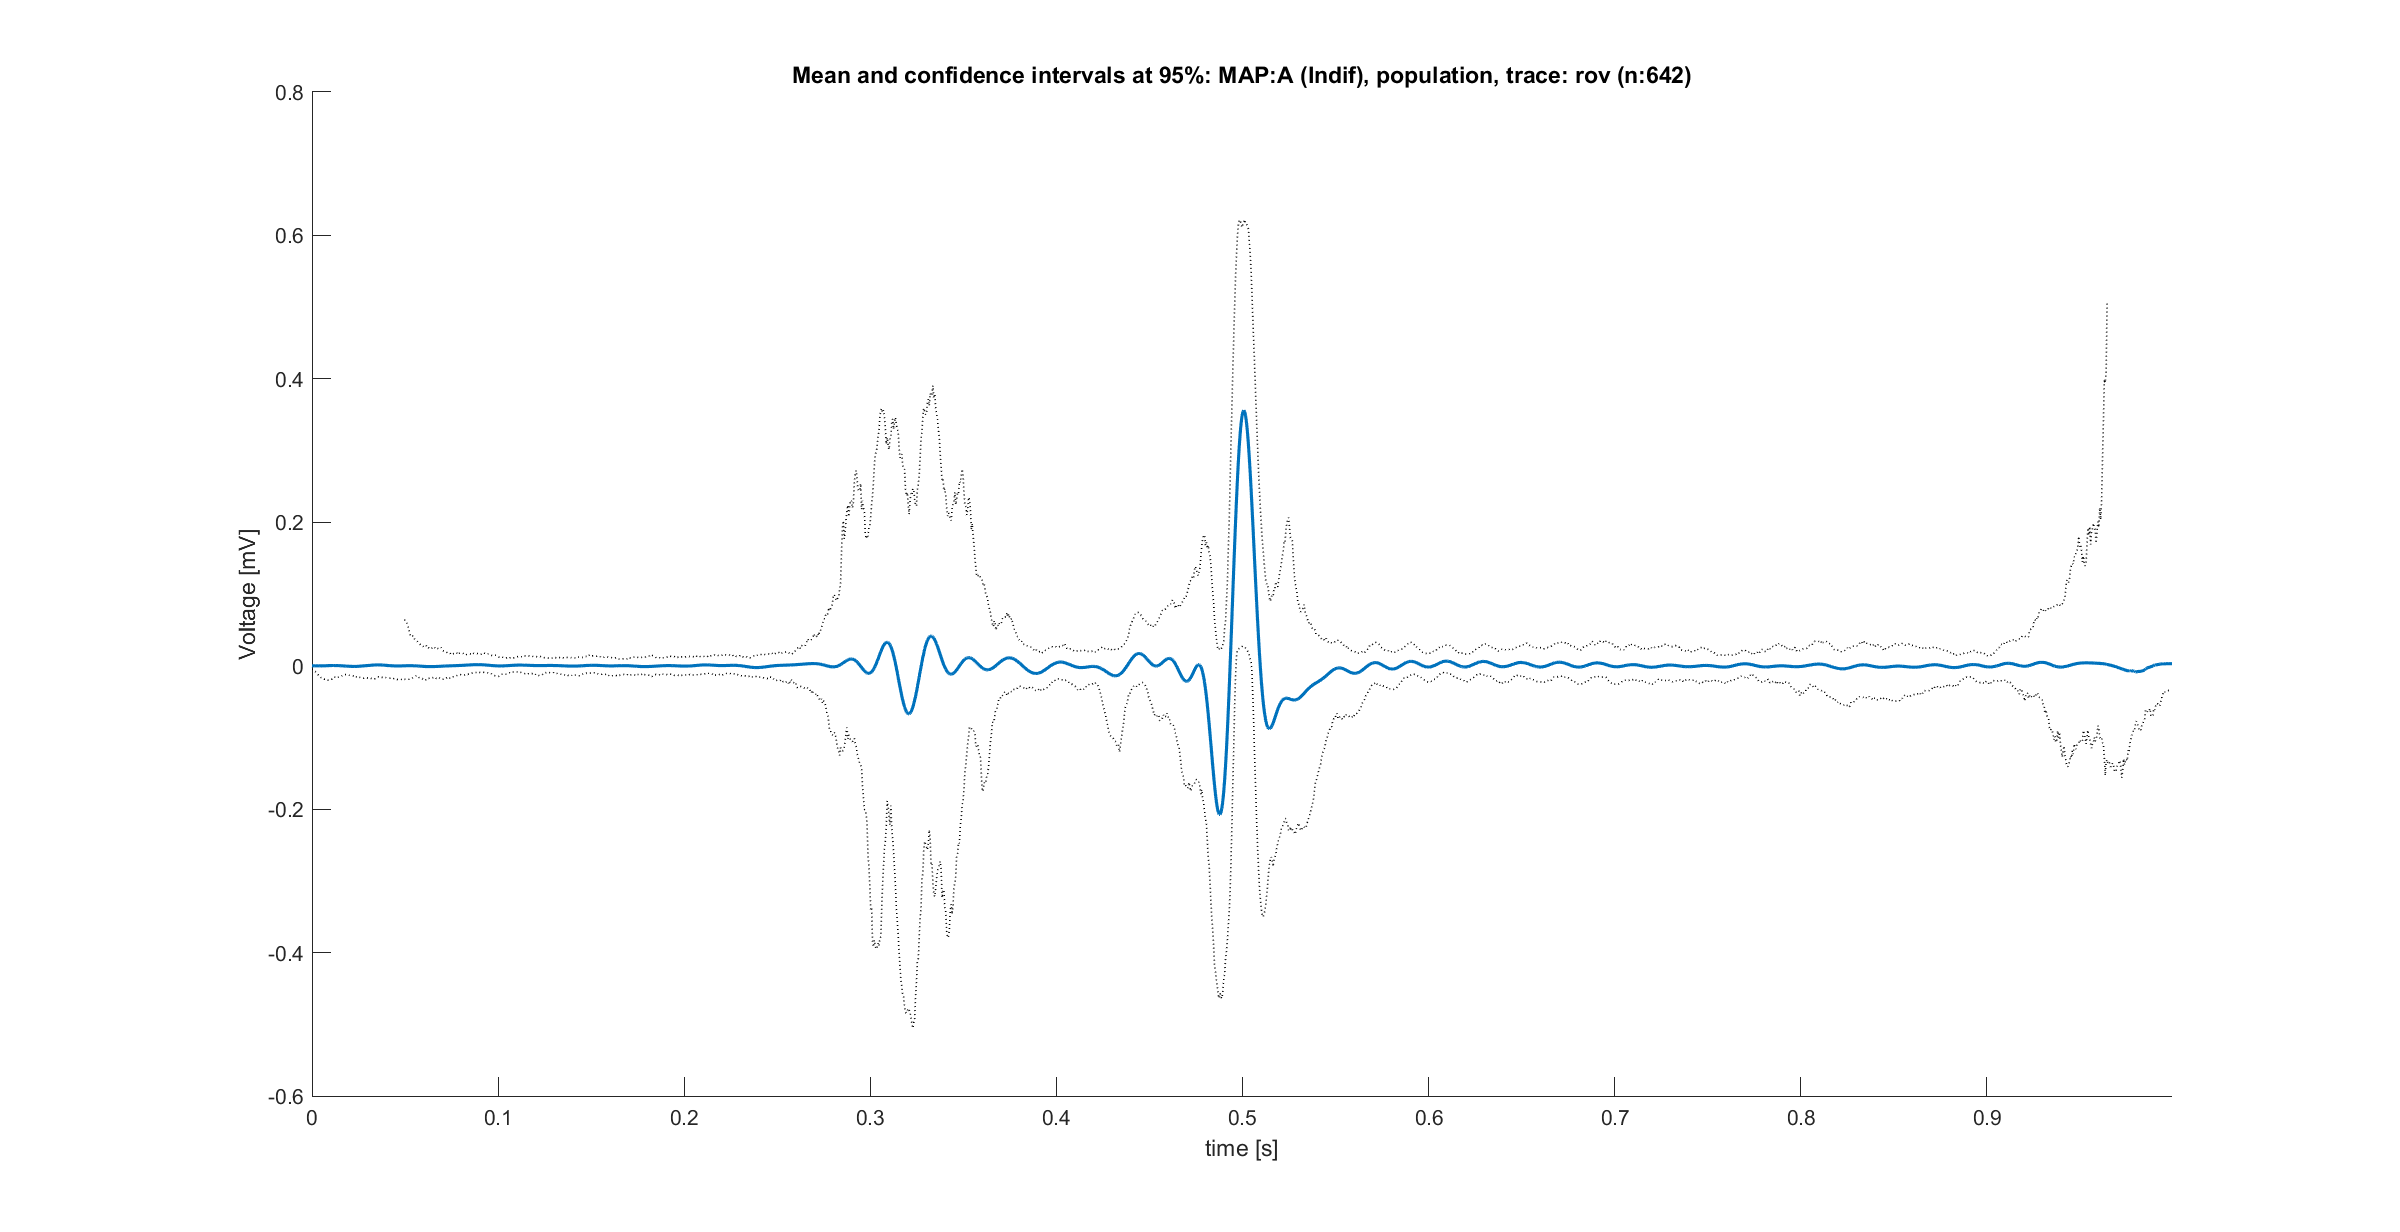 Mean and confidence intervals at 95%: MAP:A (Indif), population, trace: rov (n:642)
0.8
0.6
0.4
0.2
0
-0.2
-0.4
-0.6
Voltage [mV]
0 0.1 0.2 0.3 0.4 0.5 0.6 0.7 0.8 0.9
time [s]